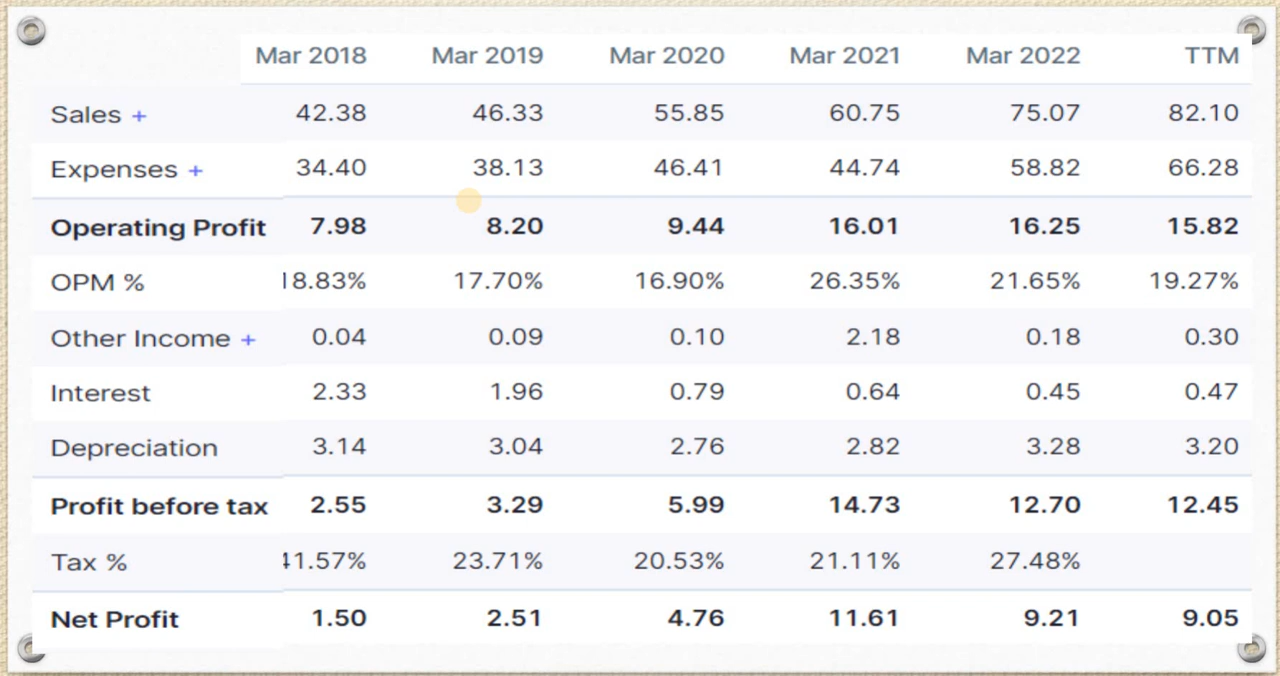 Mar 2018 Mar 2019 Mar 2020 Mar 2021 Mar 2022 TTM
Sales + 42.38 46.33 55.85 60.75 75.07 82.10
Expenses + 34.40 38.13 46.41 44.74 58.82 66.28
Operating Profit 7.98 8.20 9.44 16.01 16.25 15.82
OPM % 18.83% 17.70% 16.90% 26.35% 21.65% 19.27%
Other Income + 0.04 0.09 0.10 2.18 0.18 0.30
Interest 2.33 1.96 0.79 0.64 0.45 0.47
Depreciation 3.14 3.04 2.76 2.82 3.28 3.20
Profit before tax 2.55 3.29 5.99 14.73 12.70 12.45
Tax % 41.57% 23.71% 20.53% 21.11% 27.48%
Net Profit 1.50 2.51 4.76 11.61 9.21 9.05